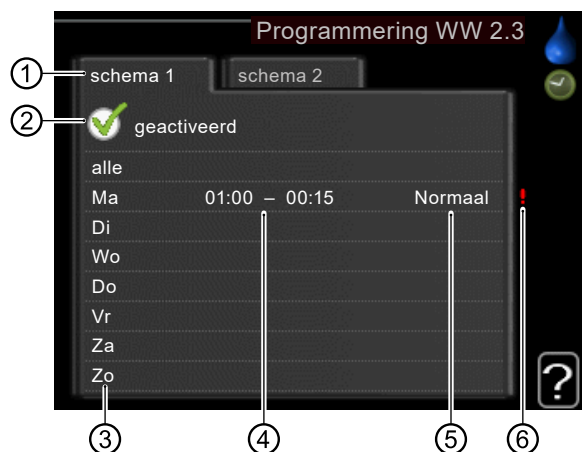 Programmering WW 2.3
① schema 1 schema 2
② geactiveerd
alle
Ma 01:00 – 00:15 Normaal !
Di
Wo
Do
Vr
Za
Zo ?
③ ④ ⑤ ⑥